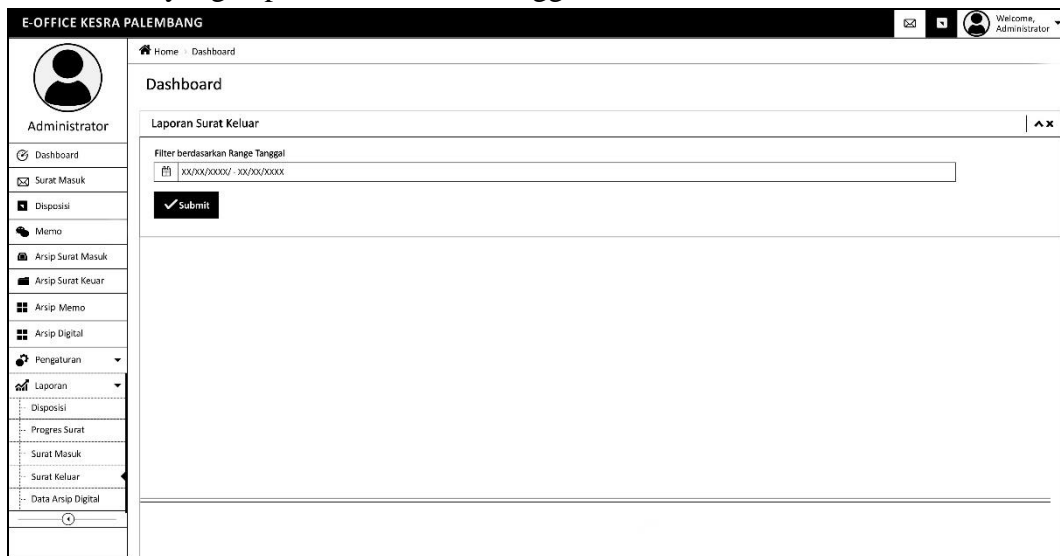 E-OFFICE KESRA PALEMBANG
Welcome,
Administrator
Home Dashboard
Dashboard
Administrator
Laporan Surat Keluar
Filter berdasarkan Range Tanggal
XX/XX/XXXX/ - XX/XX/XXXX
Submit
Dashboard
Surat Masuk
Disposisi
Memo
Arsip Surat Masuk
Arsip Surat Keuar
Arsip Memo
Arsip Digital
Pengaturan
Laporan
Disposisi
Progres Surat
Surat Masuk
Surat Keluar
Data Arsip Digital